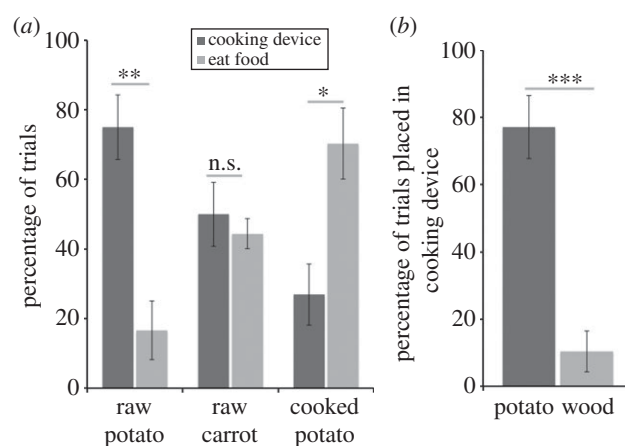 (a)
100
80
60
40
20
0
percentage of trials
cooking device
eat food
**
n.s.
*
raw potato
raw carrot
cooked potato
(b)
100
80
60
40
20
0
percentage of trials placed in
cooking device
***
potato wood